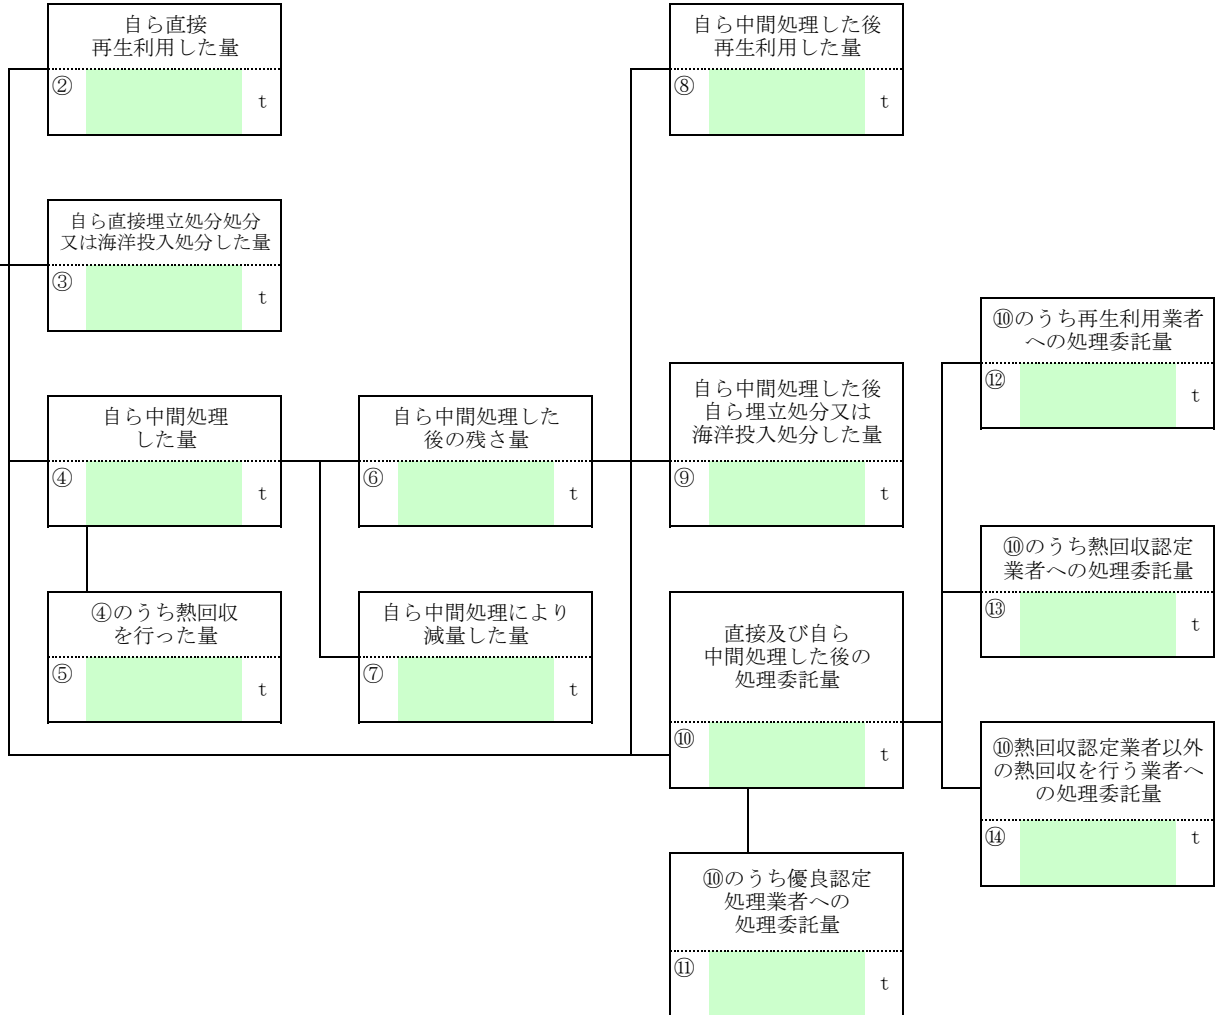 自ら直接
再生利用した量
②
t
自ら中間処理した後
再生利用した量
⑧
t
自ら直接埋立処分処分
又は海洋投入処分した量
③
t
⑩のうち再生利用業者
への処理委託量
⑫
t
自ら中間処理
した量
④
t
自ら中間処理した
後の残さ量
⑥
t
自ら中間処理した後
自ら埋立処分又は
海洋投入処分した量
⑨
t
⑩のうち熱回収認定
業者への処理委託量
⑬
t
④のうち熱回収
を行った量
⑤
t
自ら中間処理により
減量した量
⑦
t
直接及び自ら
中間処理した後の
処理委託量
⑩
t
⑩熱回収認定業者以外
の熱回収を行う業者へ
の処理委託量
⑭
t
⑩のうち優良認定
処理業者への
処理委託量
⑪
t